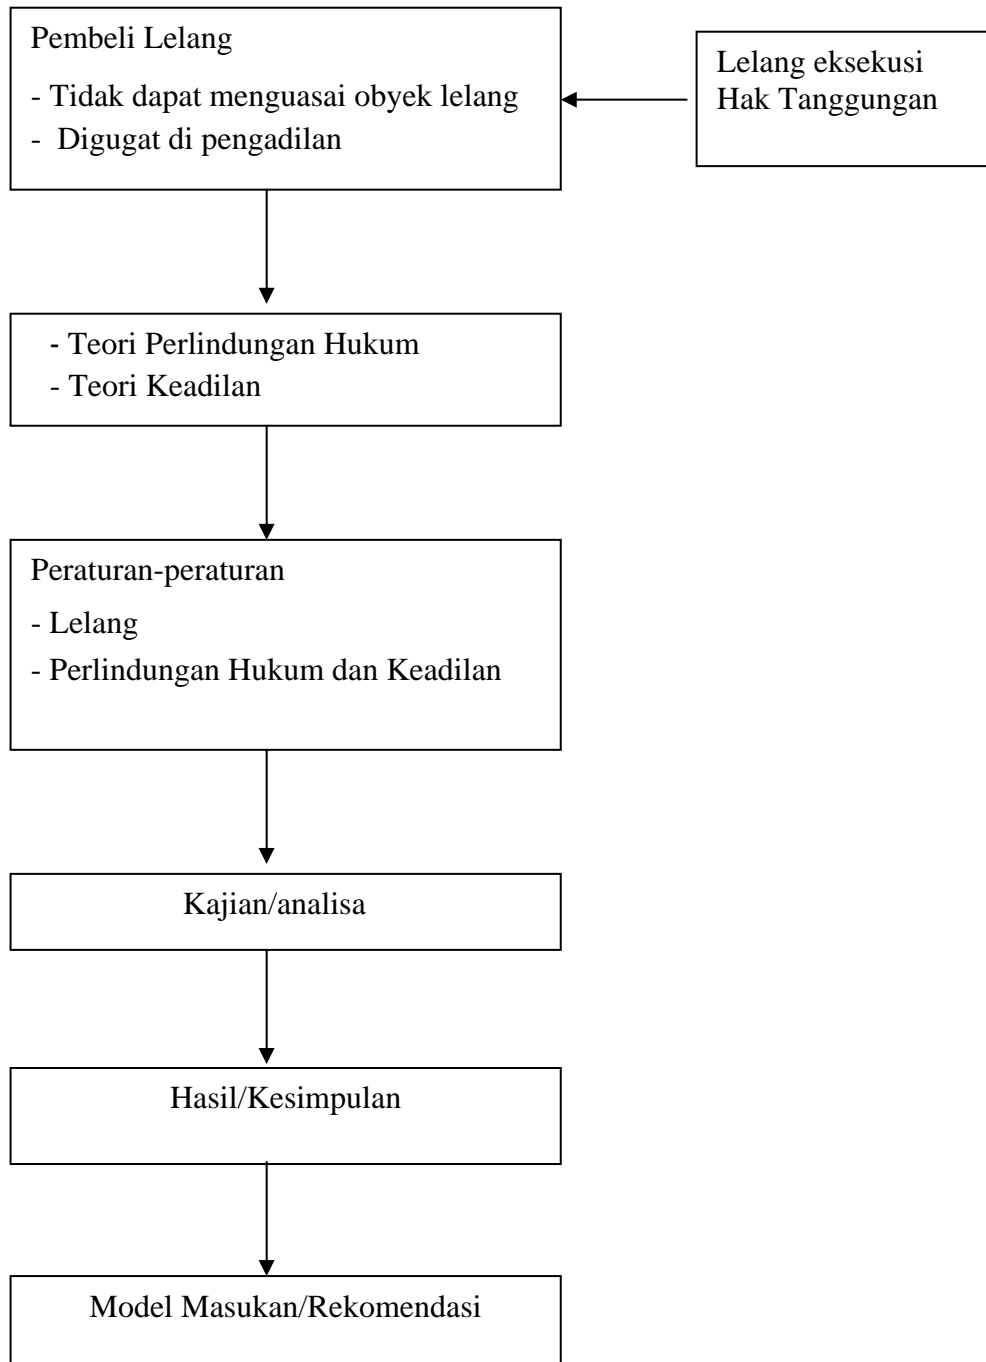 Pembeli Lelang
- Tidak dapat menguasai obyek lelang
- Digugat di pengadilan
Lelang eksekusi
Hak Tanggungan
- Teori Perlindungan Hukum
- Teori Keadilan
Peraturan-peraturan
- Lelang
- Perlindungan Hukum dan Keadilan
Kajian/analisa
Hasil/Kesimpulan
Model Masukan/Rekomendasi